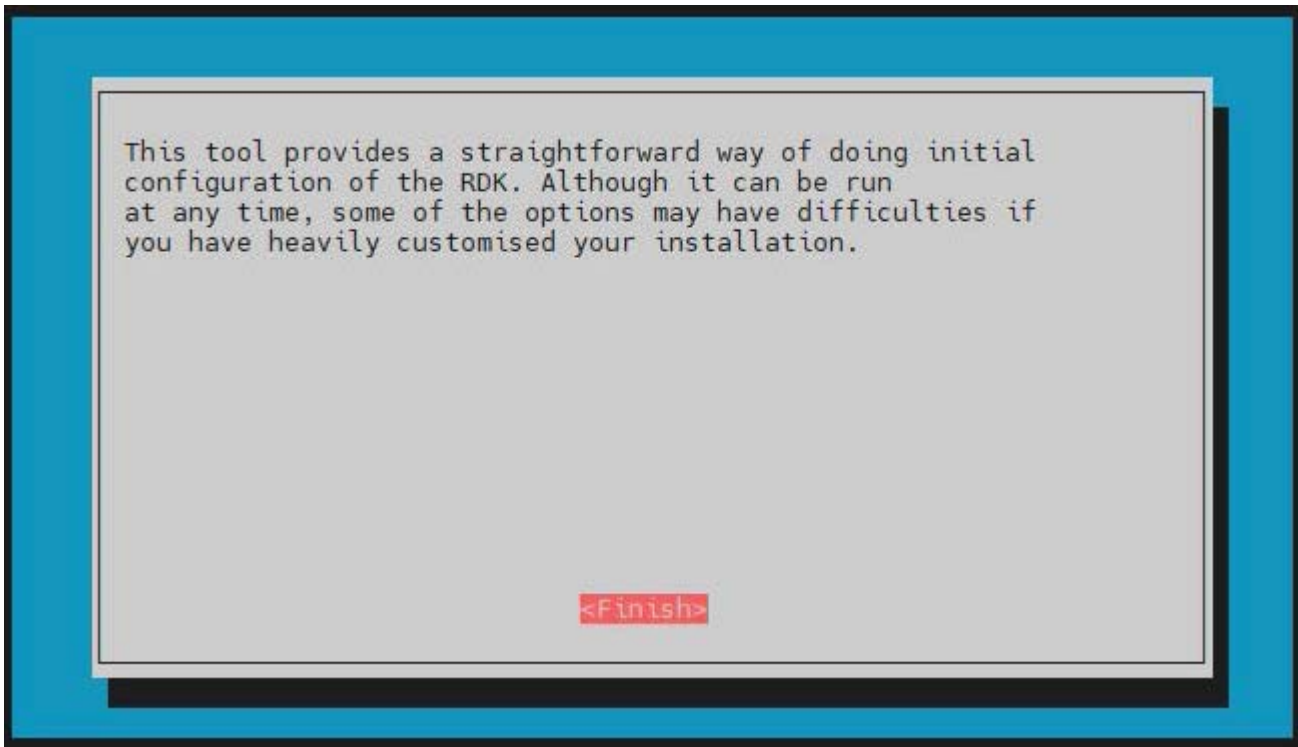 This tool provides a straightforward way of doing initial
configuration of the RDK. Although it can be run
at any time, some of the options may have difficulties if
you have heavily customised your installation.
<Finish>